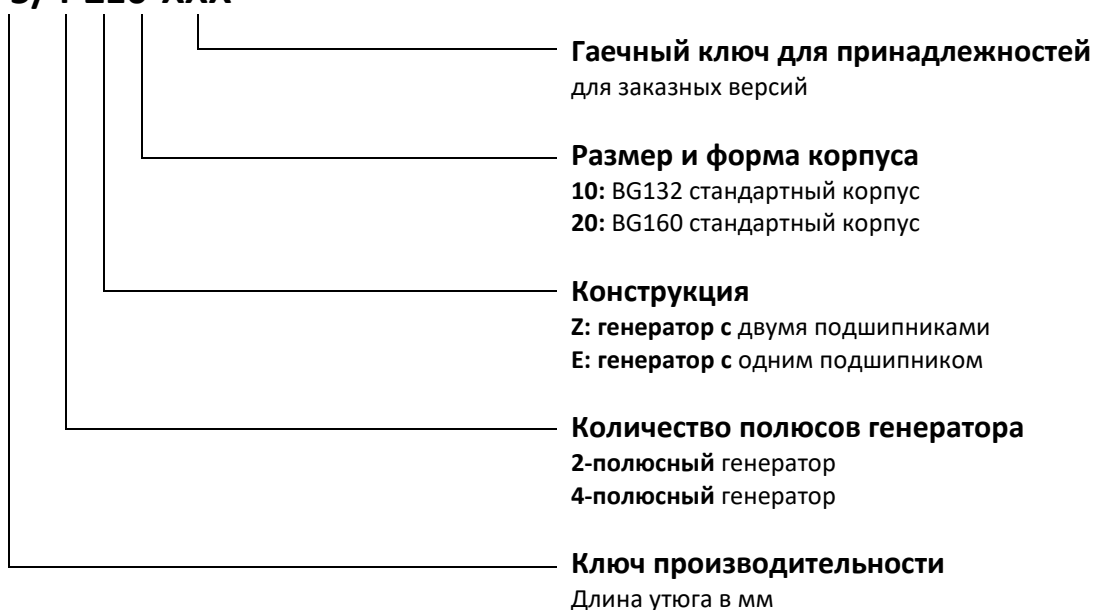 Гаечный ключ для принадлежностей
для заказных версий
Размер и форма корпуса
10: BG132 стандартный корпус
20: BG160 стандартный корпус
Конструкция
Z: генератор с двумя подшипниками
E: генератор с одним подшипником
Количество полюсов генератора
2-полюсный генератор
4-полюсный генератор
Ключ производительности
Длина утюга в мм